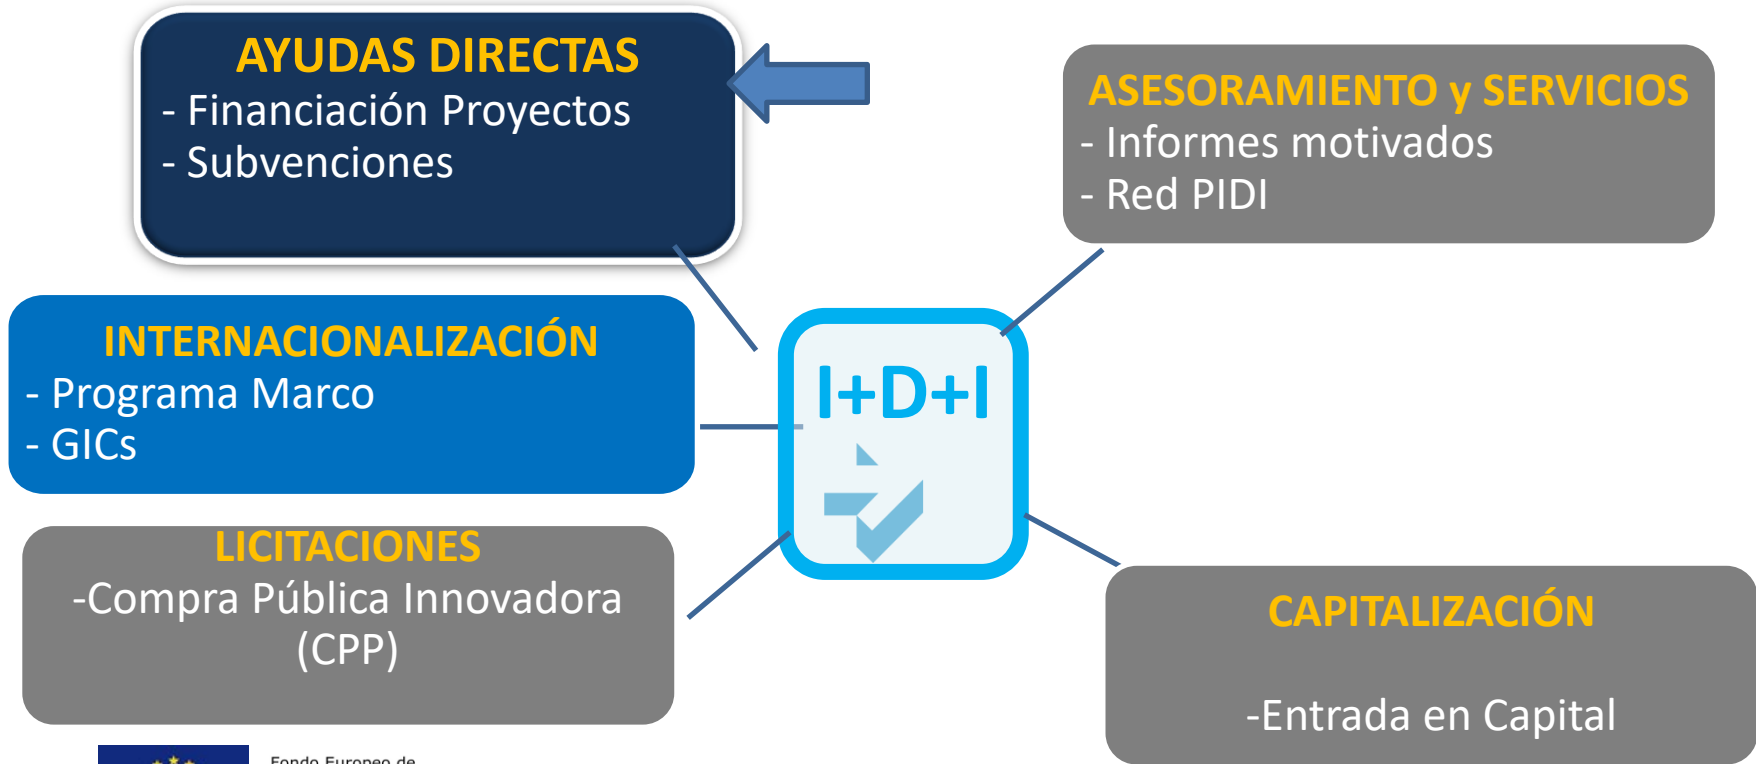 AYUDAS DIRECTAS
- Financiación Proyectos
- Subvenciones
ASESORAMIENTO y SERVICIOS
- Informes motivados
- Red PIDI
INTERNACIONALIZACIÓN
- Programa Marco
- GICs
I+D+I
LICITACIONES
-Compra Pública Innovadora
(CPP)
CAPITALIZACIÓN
-Entrada en Capital
Fondo Europeo de